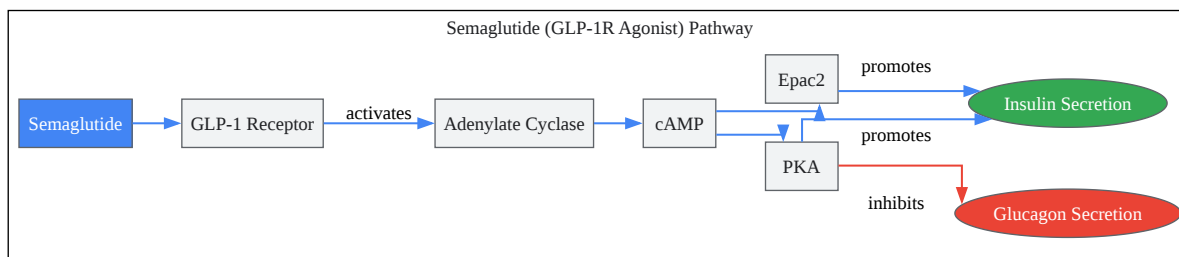 Semaglutide (GLP-1R Agonist) Pathway
Semaglutide
GLP-1 Receptor
activates
Adenylate Cyclase
cAMP
Epac2
promotes
Insulin Secretion
promotes
PKA
inhibits
Glucagon Secretion